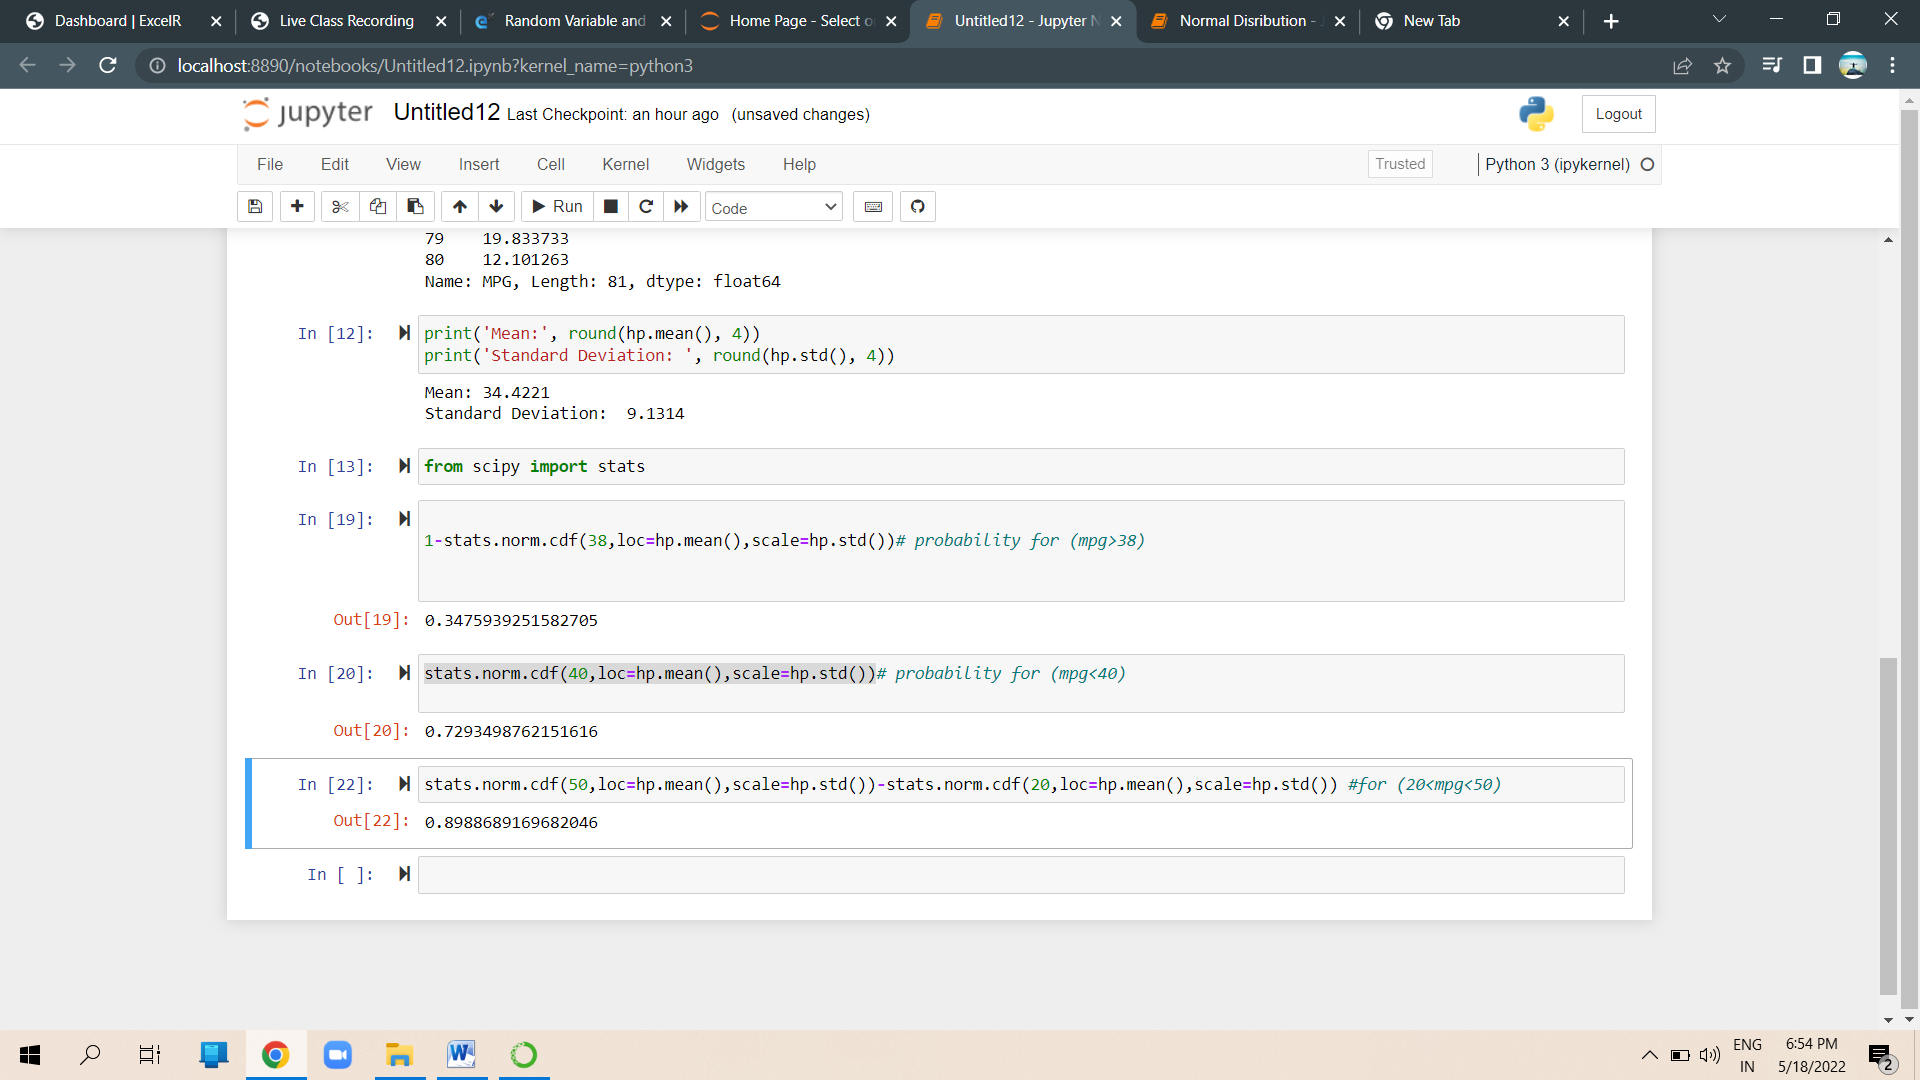 Dashboard | ExcelR
Live Class Recording
Random Variable and
Home Page - Select o
Untitled12 - Jupyter N
Normal Disribution - J
New Tab
localhost:8890/notebooks/Untitled12.ipynb?kernel_name=python3
jupyter Untitled12 Last Checkpoint: an hour ago (unsaved changes)
Logout
File Edit View Insert Cell Kernel Widgets Help
Trusted
Python 3 (ipykernel)
Run
Code
79 19.833733
80 12.101263
Name: MPG, Length: 81, dtype: float64
In [12]: print('Mean:', round(hp.mean(), 4))
print('Standard Deviation: ', round(hp.std(), 4))
Mean: 34.4221
Standard Deviation:  9.1314
In [13]: from scipy import stats
In [19]:
1-stats.norm.cdf(38,loc=hp.mean(),scale=hp.std())# probability for (mpg>38)
Out[19]: 0.3475939251582705
In [20]: stats.norm.cdf(40,loc=hp.mean(),scale=hp.std())# probability for (mpg<40)
Out[20]: 0.7293498762151616
In [22]: stats.norm.cdf(50,loc=hp.mean(),scale=hp.std())-stats.norm.cdf(20,loc=hp.mean(),scale=hp.std()) #for (20<mpg<50)
Out[22]: 0.8988689169682046
In [ ]:
ENG
IN
6:54 PM
5/18/2022
2